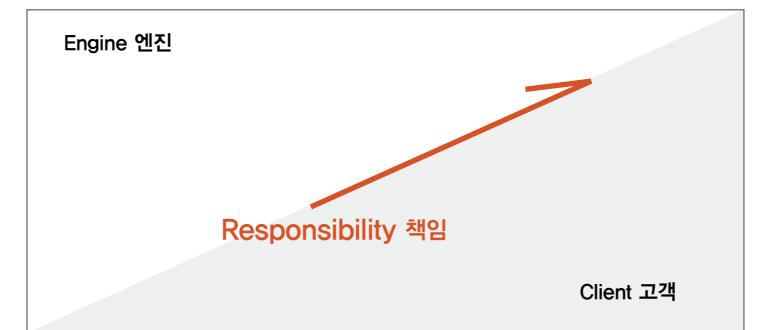 Engine 엔진
Responsibility 책임
Client 고객